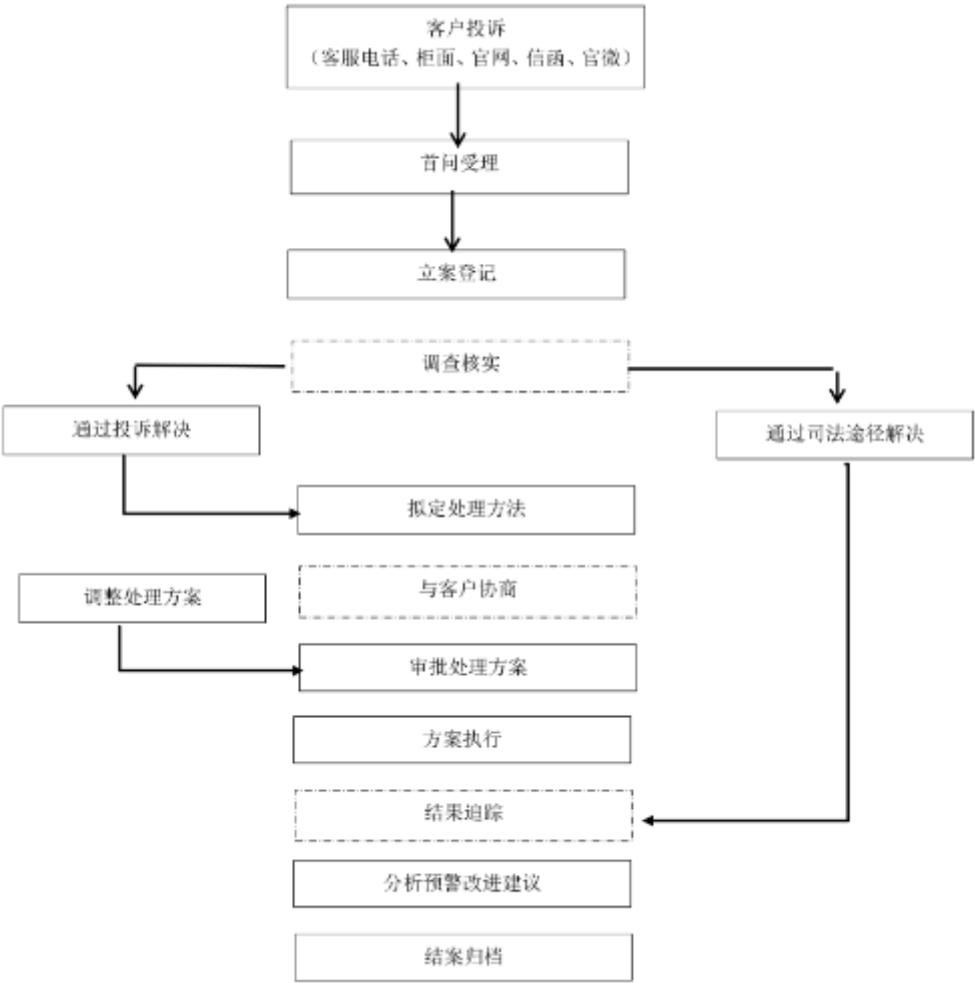 客户投诉
（客服电话、柜面、官网、信函、官微）
首问受理
立案登记
调查核实
通过投诉解决
通过司法途径解决
拟定处理方法
与客户协商
调整处理方案
审批处理方案
方案执行
结果追踪
分析预警改进建议
结案归档